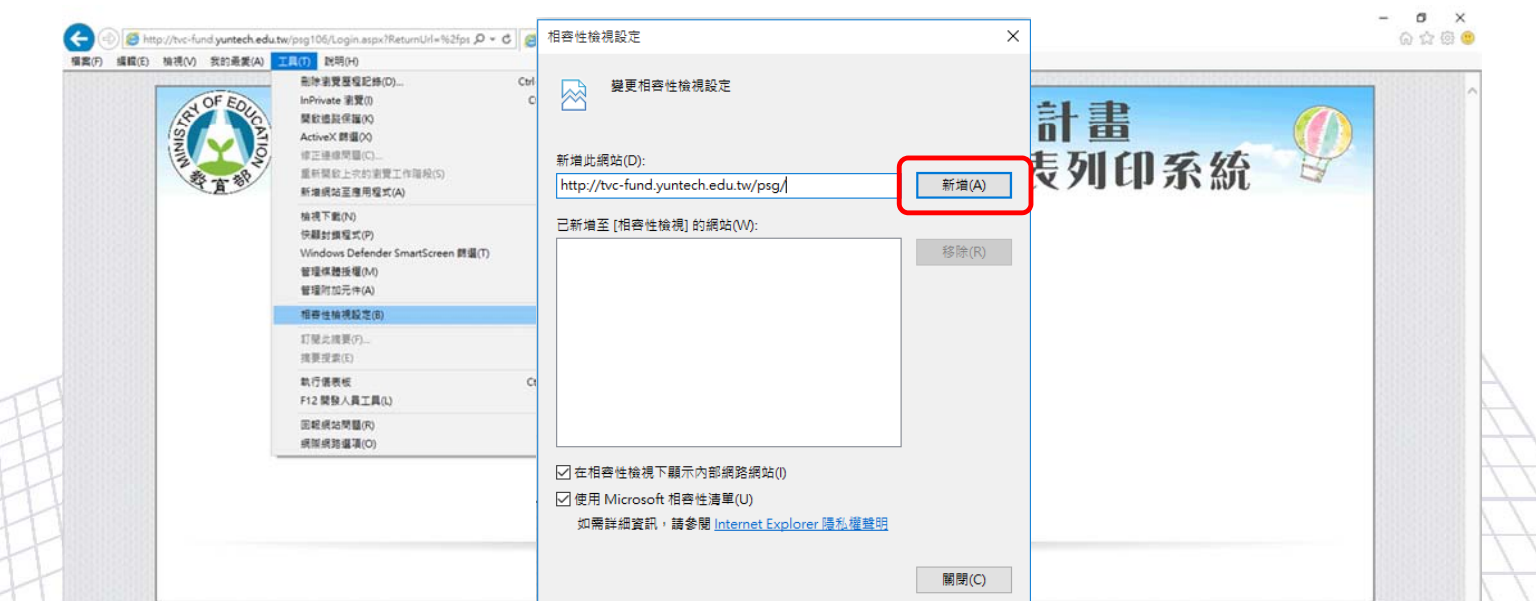 http://tvc-fund.yuntech.edu.tw/psg106/Login.aspx?ReturnUrl=%2fps
檔案(F) 編輯(E) 檢視(V) 我的最愛(A) 工具(T) 說明(H)
刪除瀏覽歷程記錄(D)... Ctrl
InPrivate 瀏覽(I)
開啟追蹤保護(K)
ActiveX 篩選(X)
修正連線問題(C)...
重新開啟上次的瀏覽工作階段(S)
新增網站至應用程式(A)
檢視下載(N)
快顯封鎖程式(P)
Windows Defender SmartScreen 篩選(T)
管理媒體授權(M)
管理附加元件(A)
相容性檢視設定(B)
訂閱此摘要(F)...
摘要探索(E)
執行儀表板
F12 開發人員工具(L)
回報網站問題(R)
網際網路選項(O)
MINISTRY OF EDUCATION
教育部
相容性檢視設定
變更相容性檢視設定
新增此網站(D):
http://tvc-fund.yuntech.edu.tw/psg/
新增(A)
已新增至 [相容性檢視] 的網站(W):
移除(R)
在相容性檢視下顯示內部網路網站(I)
使用 Microsoft 相容性清單(U)
如需詳細資訊，請參閱 Internet Explorer 隱私權聲明
關閉(C)
計畫
表列印系統